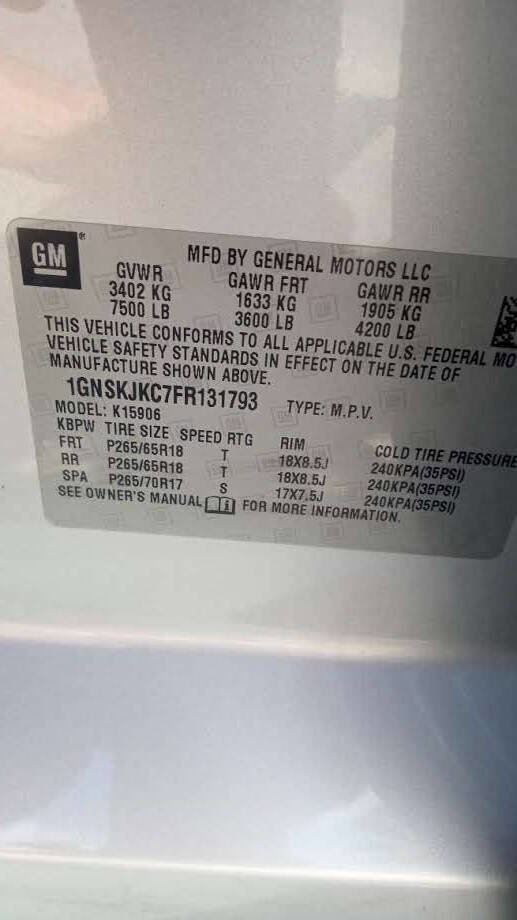 GM ®
MFD BY GENERAL MOTORS LLC
GVWR GAWR FRT GAWR RR
3402 KG 1633 KG 1905 KG
7500 LB 3600 LB 4200 LB
THIS VEHICLE CONFORMS TO ALL APPLICABLE U.S. FEDERAL MO
VEHICLE SAFETY STANDARDS IN EFFECT ON THE DATE OF
MANUFACTURE SHOWN ABOVE.
1GNSKJKC7FR131793 TYPE: M.P.V.
MODEL: K15906
KBPW TIRE SIZE SPEED RTG RIM COLD TIRE PRESSURE
FRT P265/65R18 T 18X8.5J 240KPA(35PSI)
RR P265/65R18 T 18X8.5J 240KPA(35PSI)
SPA P265/70R17 S 17X7.5J 240KPA(35PSI)
SEE OWNER'S MANUAL i FOR MORE INFORMATION.